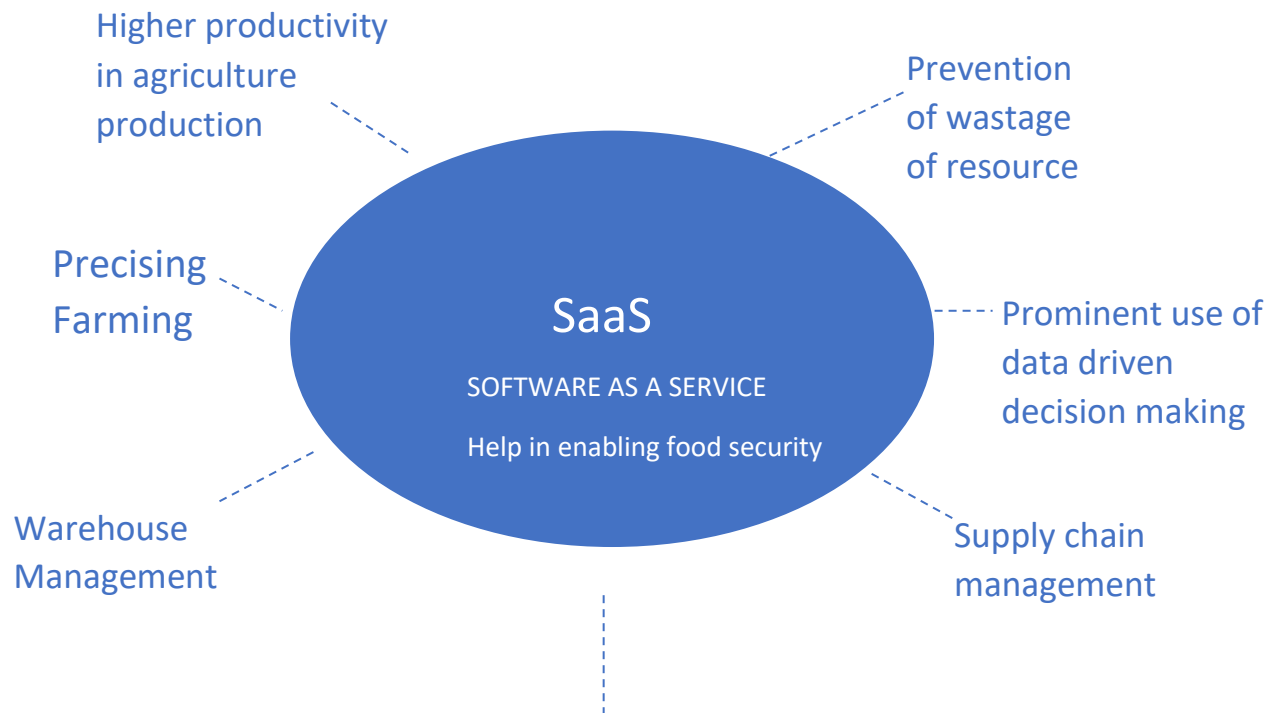 Higher productivity
in agriculture
production
Prevention
of wastage
of resource
Precising
Farming
SaaS
SOFTWARE AS A SERVICE
Help in enabling food security
Prominent use of
data driven
decision making
Warehouse
Management
Supply chain
management